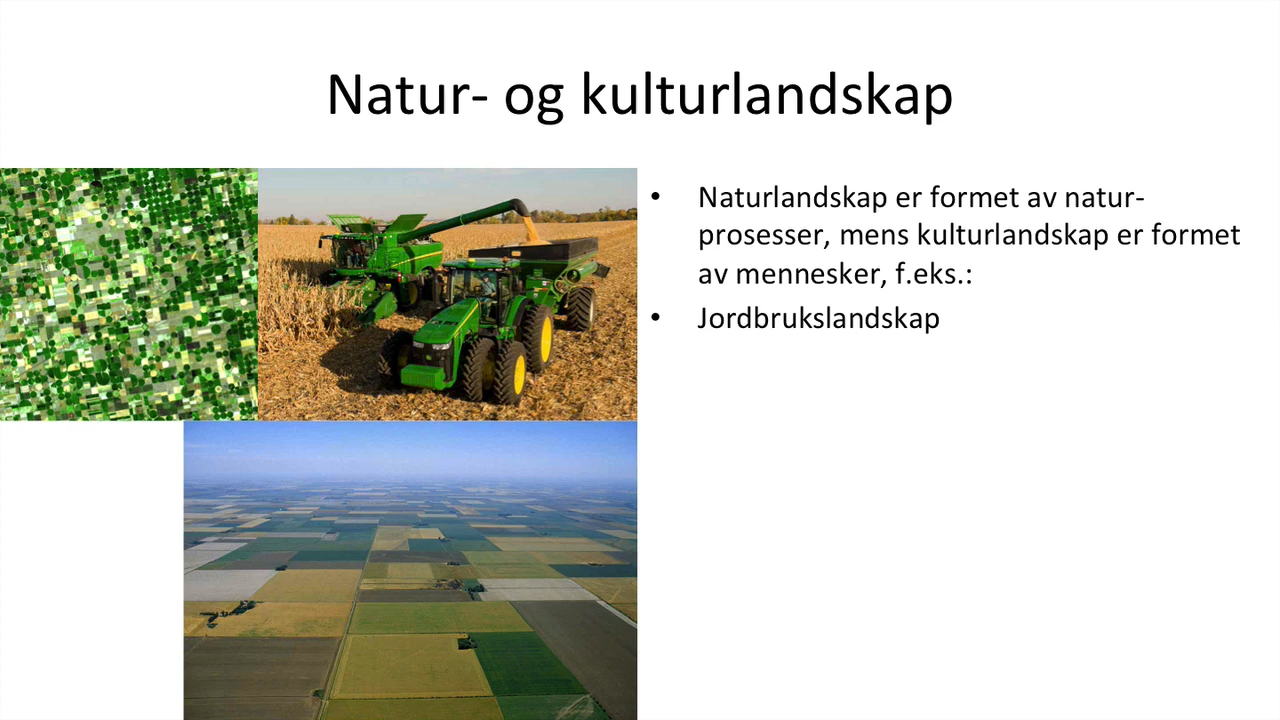 Natur- og kulturlandskap
• Naturlandskap er formet av natur-
prosesser, mens kulturlandskap er formet
av mennesker, f.eks.:
• Jordbrukslandskap